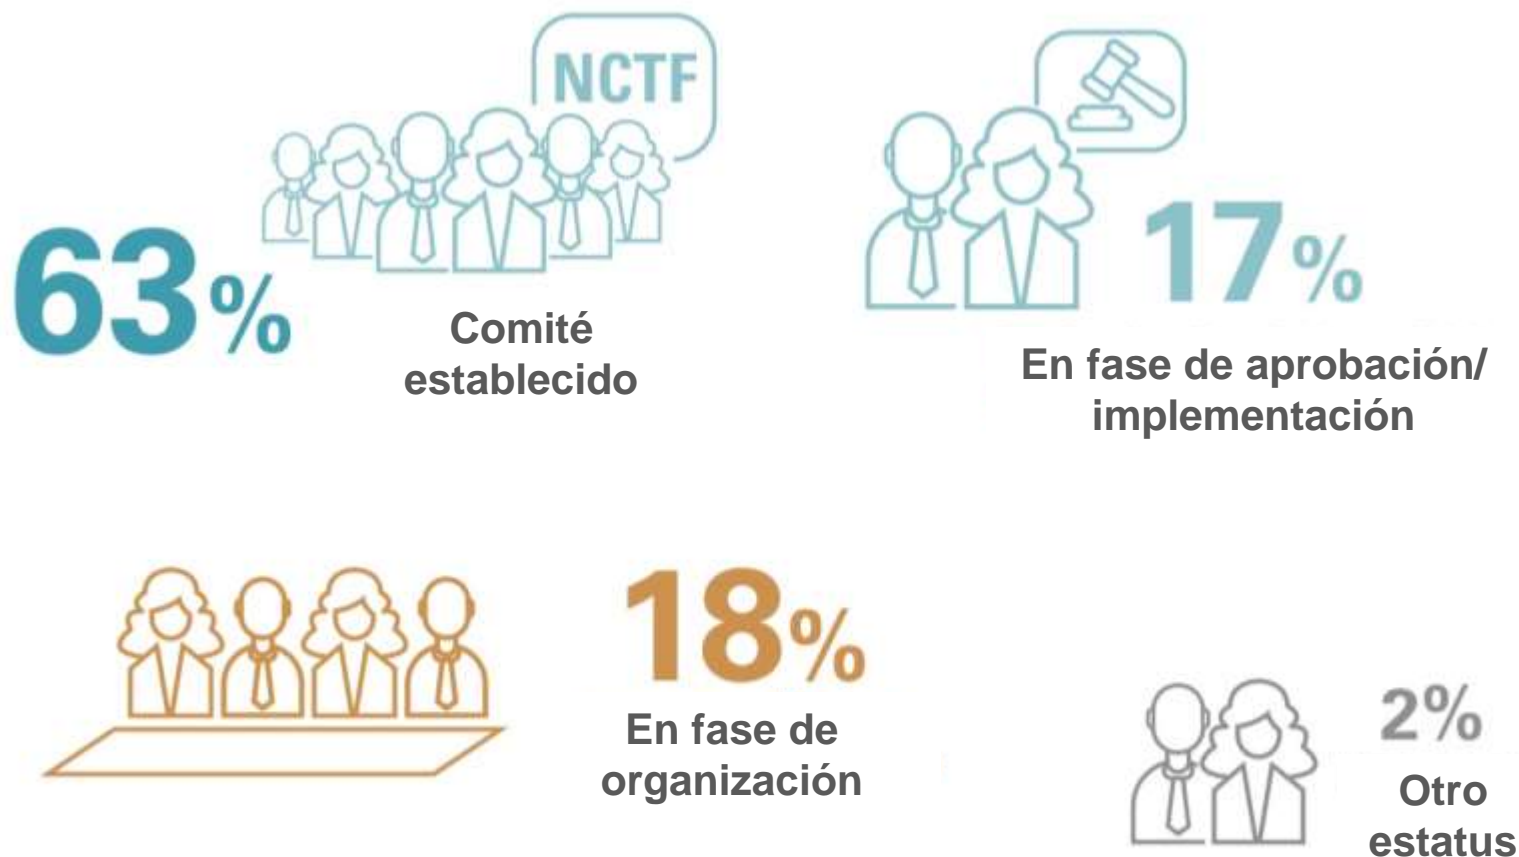 NCTF
63%
Comité
establecido
17%
En fase de aprobación/
implementación
18%
En fase de
organización
2%
Otro
estatus